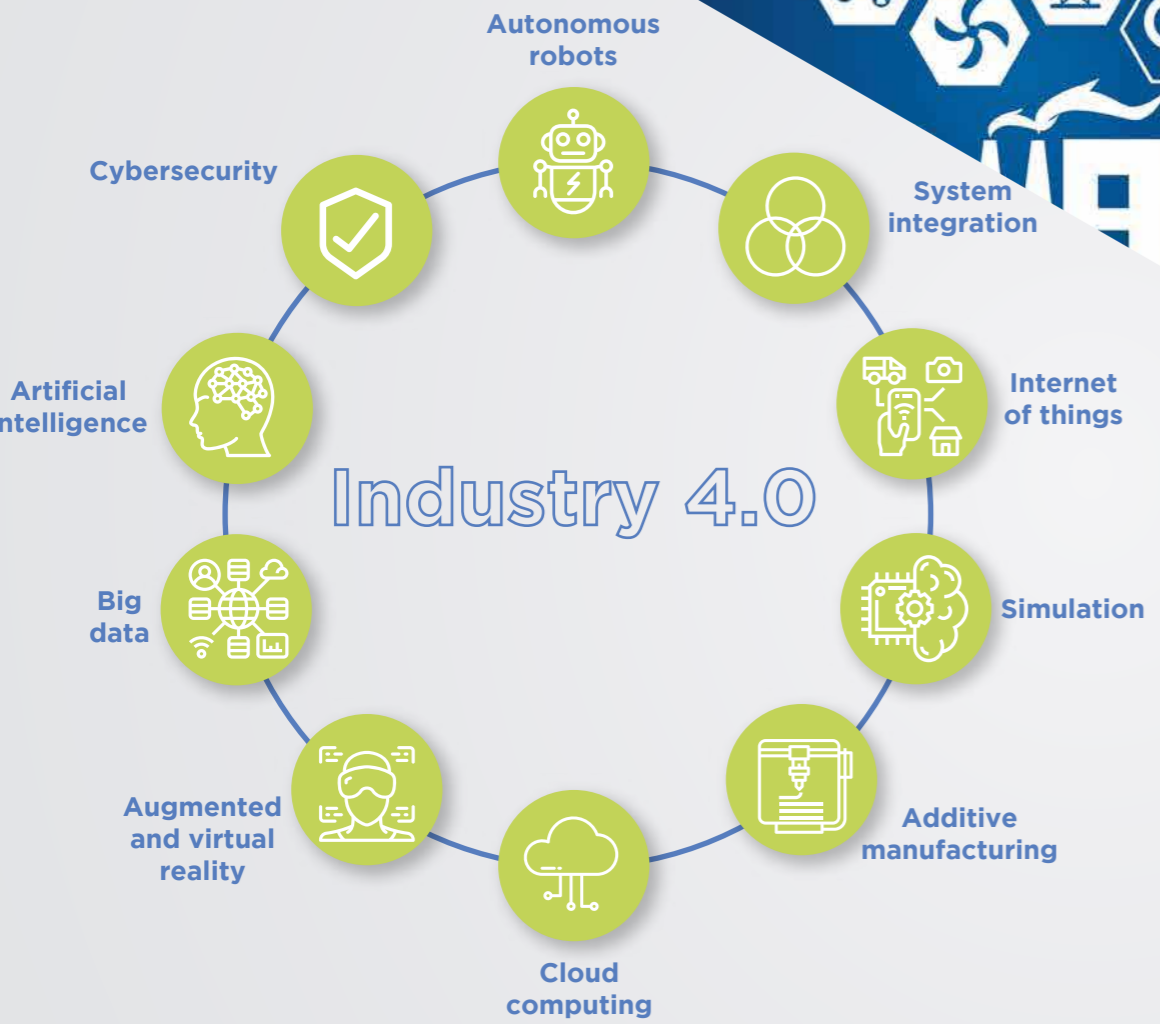 Autonomous
robots
Cybersecurity
System
integration
Artificial
ntelligence
Internet
of things
Industry 4.0
Big
data
Simulation
Augmented
and virtual
reality
Additive
manufacturing
Cloud
computing